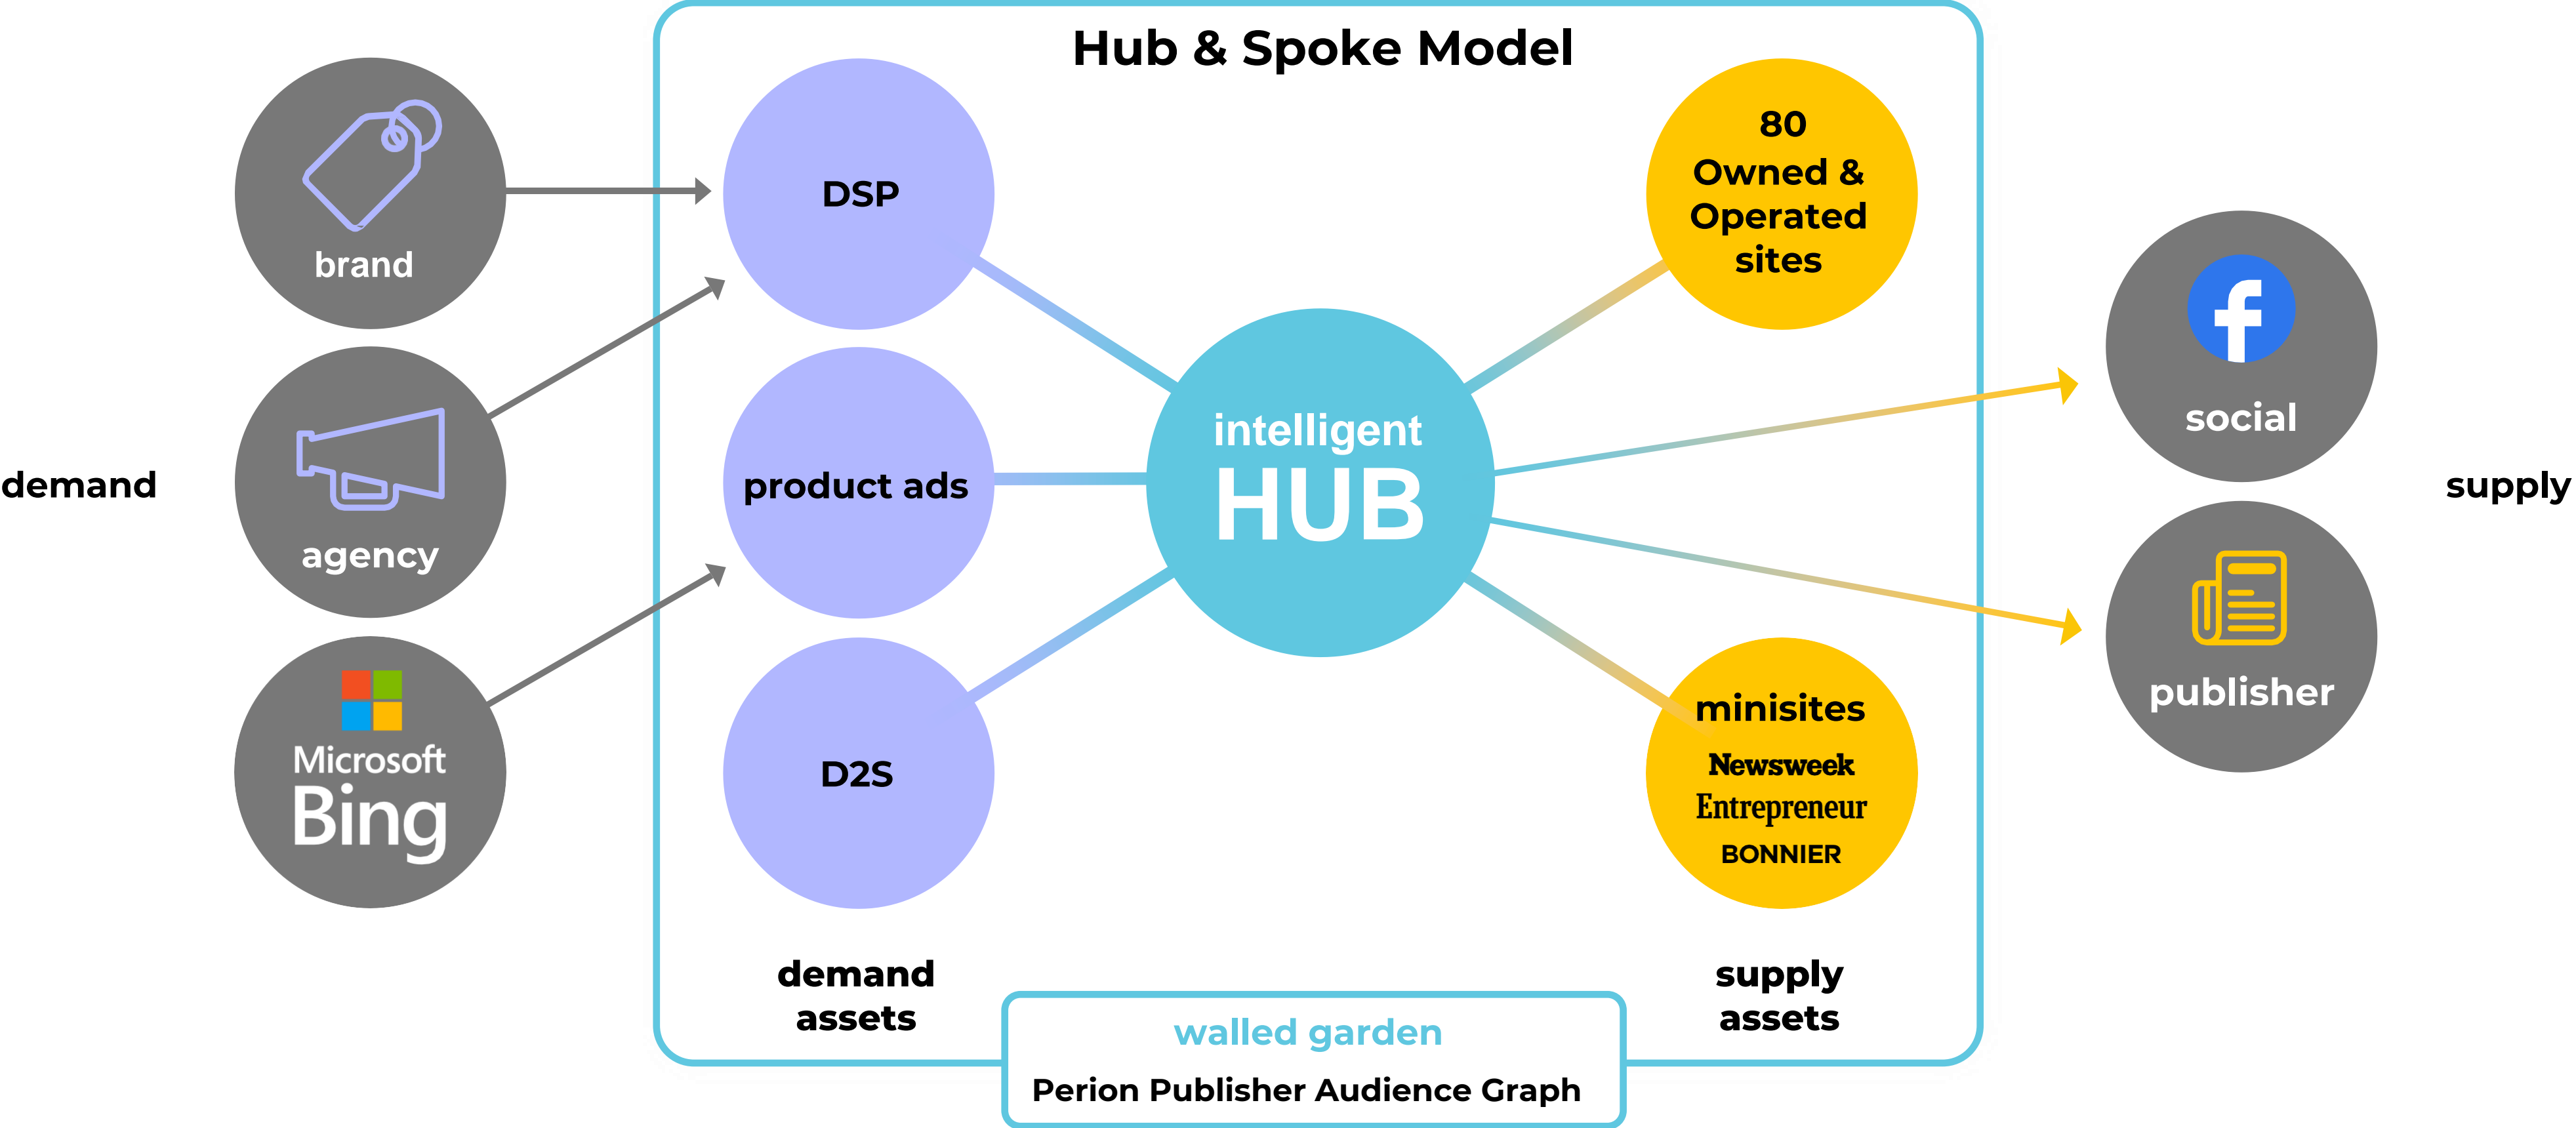 Hub & Spoke Model
demand
brand
agency
Microsoft
Bing
DSP
product ads
D2S
demand
assets
intelligent
HUB
80
Owned &
Operated
sites
minisites
Newsweek
Entrepreneur
BONNIER
supply
assets
social
publisher
supply
walled garden
Perion Publisher Audience Graph